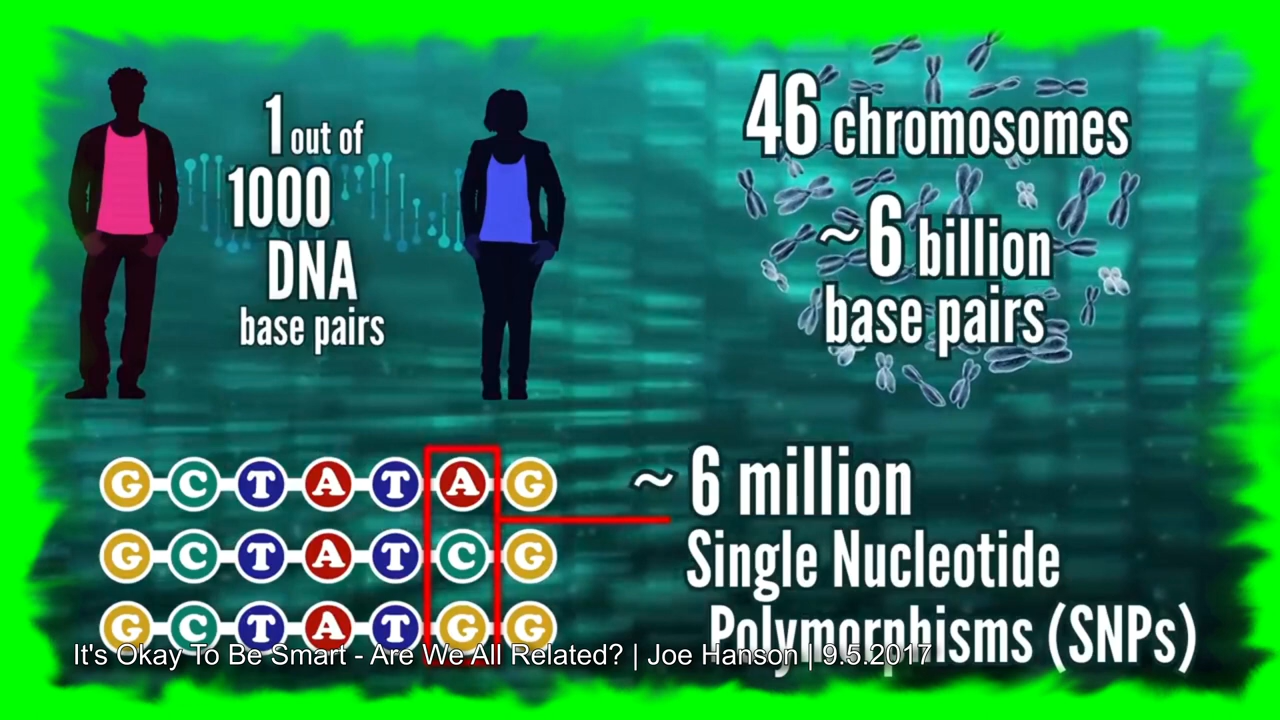 1 out of
1000
DNA
base pairs
46 chromosomes
~6 billion
base pairs
G C T A T A G
G C T A T C G
G C T A T G G
~ 6 million
Single Nucleotide
Polymorphisms (SNPs)
It's Okay To Be Smart - Are We All Related? | Joe Hanson | 9.5.2017